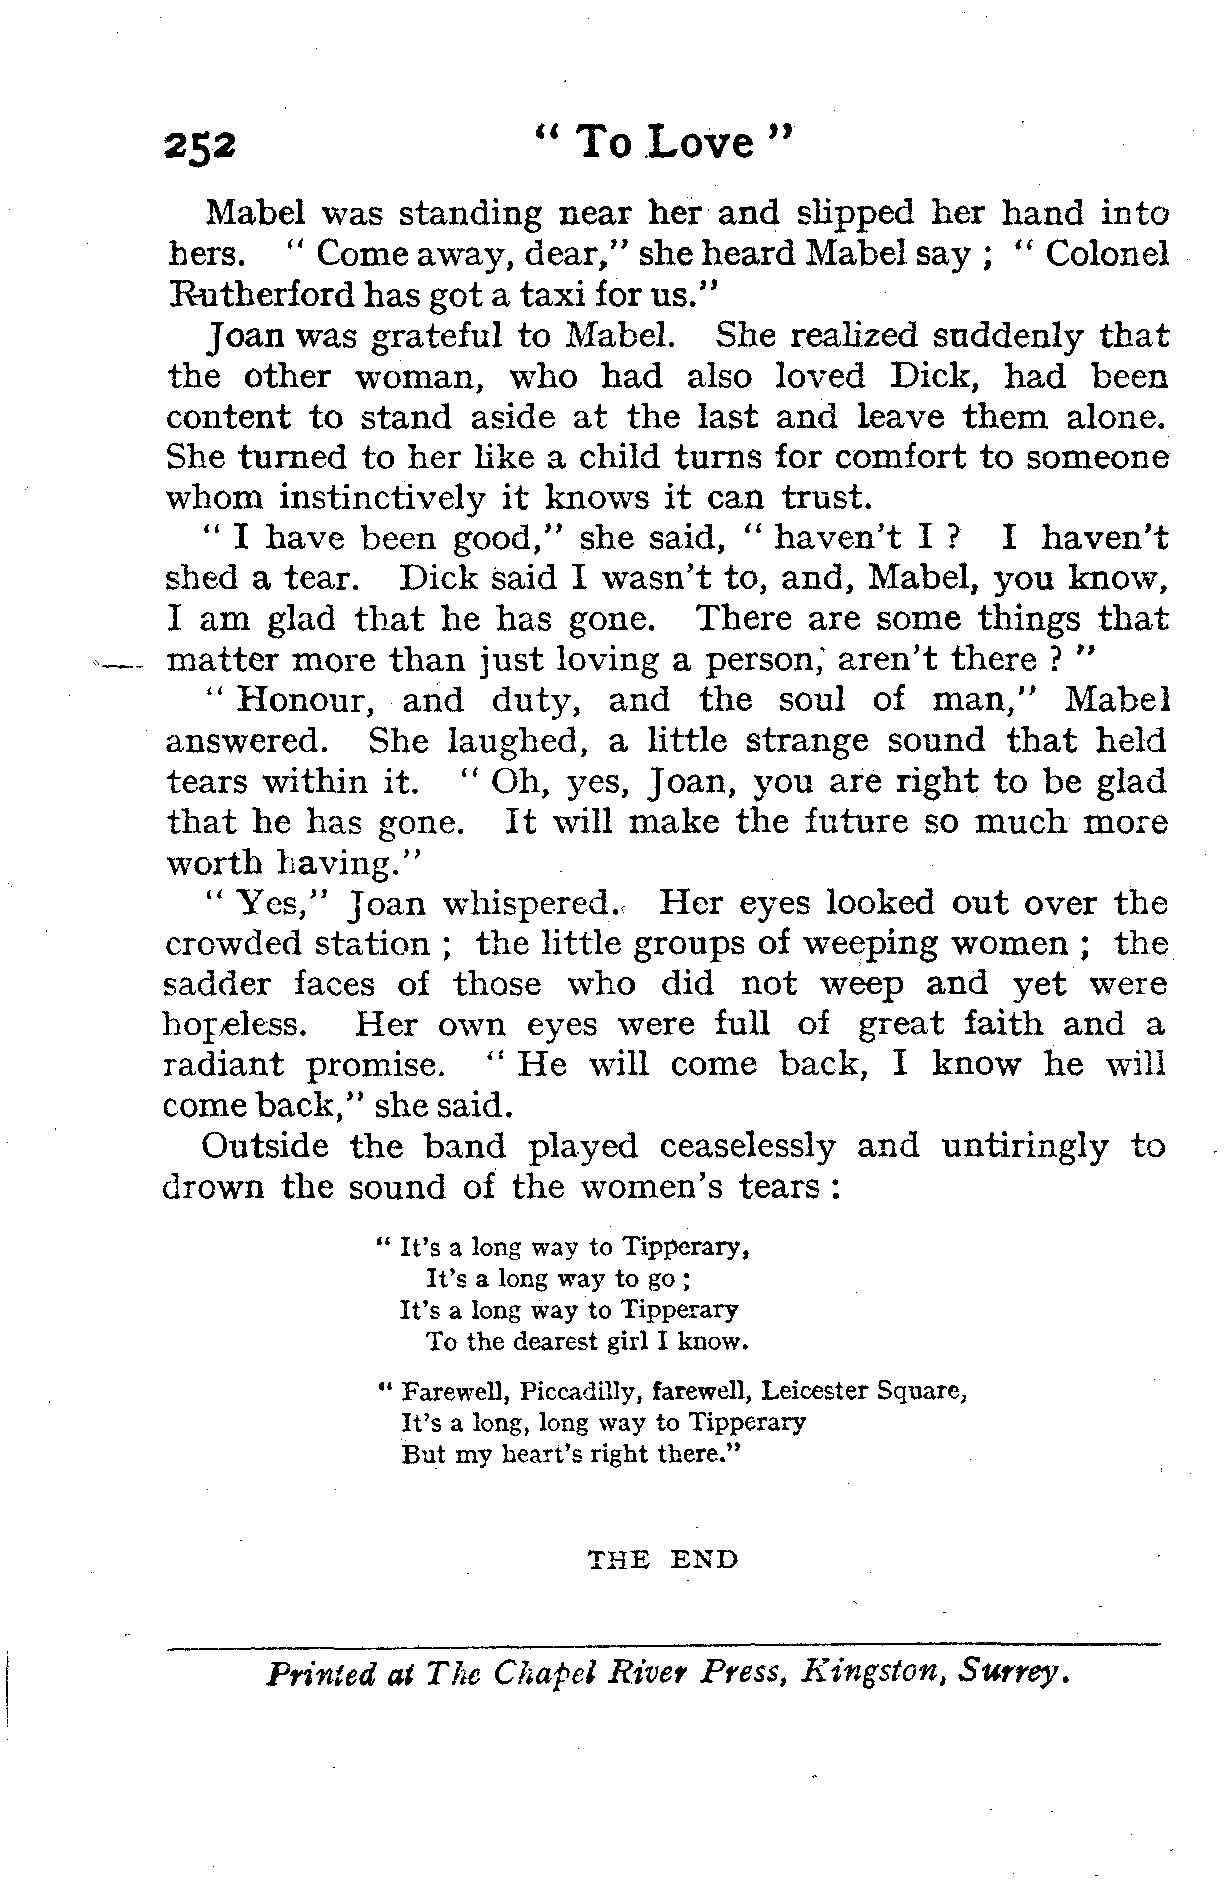 252 " To Love "
Mabel was standing near her and slipped her hand into
hers. " Come away, dear," she heard Mabel say ; " Colonel
Rutherford has got a taxi for us."
Joan was grateful to Mabel. She realized suddenly that
the other woman, who had also loved Dick, had been
content to stand aside at the last and leave them alone.
She turned to her like a child turns for comfort to someone
whom instinctively it knows it can trust.
" I have been good," she said, " haven't I ? I haven't
shed a tear. Dick said I wasn't to, and, Mabel, you know,
I am glad that he has gone. There are some things that
matter more than just loving a person, aren't there ? "
" Honour, and duty, and the soul of man," Mabel
answered. She laughed, a little strange sound that held
tears within it. " Oh, yes, Joan, you are right to be glad
that he has gone. It will make the future so much more
worth having."
" Yes," Joan whispered. Her eyes looked out over the
crowded station ; the little groups of weeping women ; the
sadder faces of those who did not weep and yet were
hopeless. Her own eyes were full of great faith and a
radiant promise. " He will come back, I know he will
come back," she said.
Outside the band played ceaselessly and untiringly to
drown the sound of the women's tears :
" It's a long way to Tipperary,
It's a long way to go ;
It's a long way to Tipperary
To the dearest girl I know.
" Farewell, Piccadilly, farewell, Leicester Square,
It's a long, long way to Tipperary
But my heart's right there."
THE END
Printed at The Chapel River Press, Kingston, Surrey.